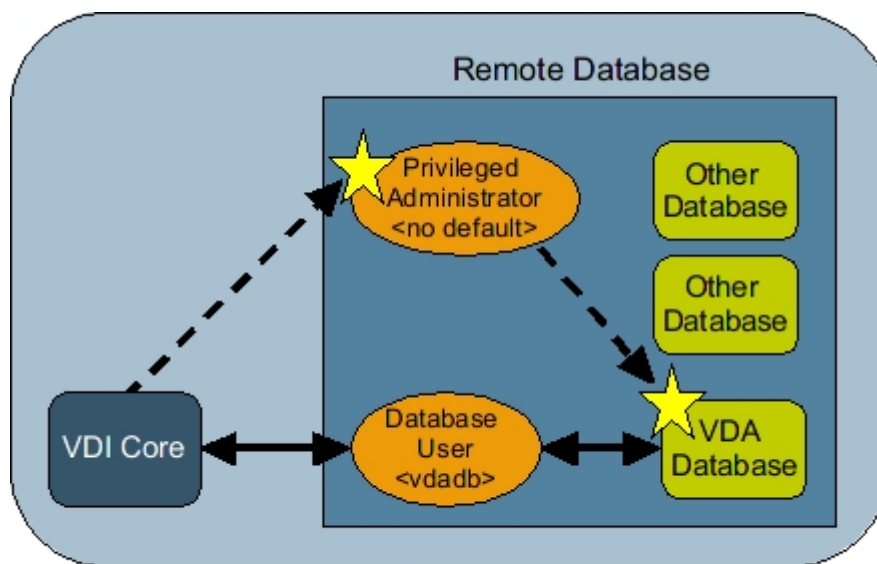 Remote Database
Privileged
Administrator
<no default>
Other
Database
Other
Database
VDI Core
Database
User
<vdadb>
VDA
Database